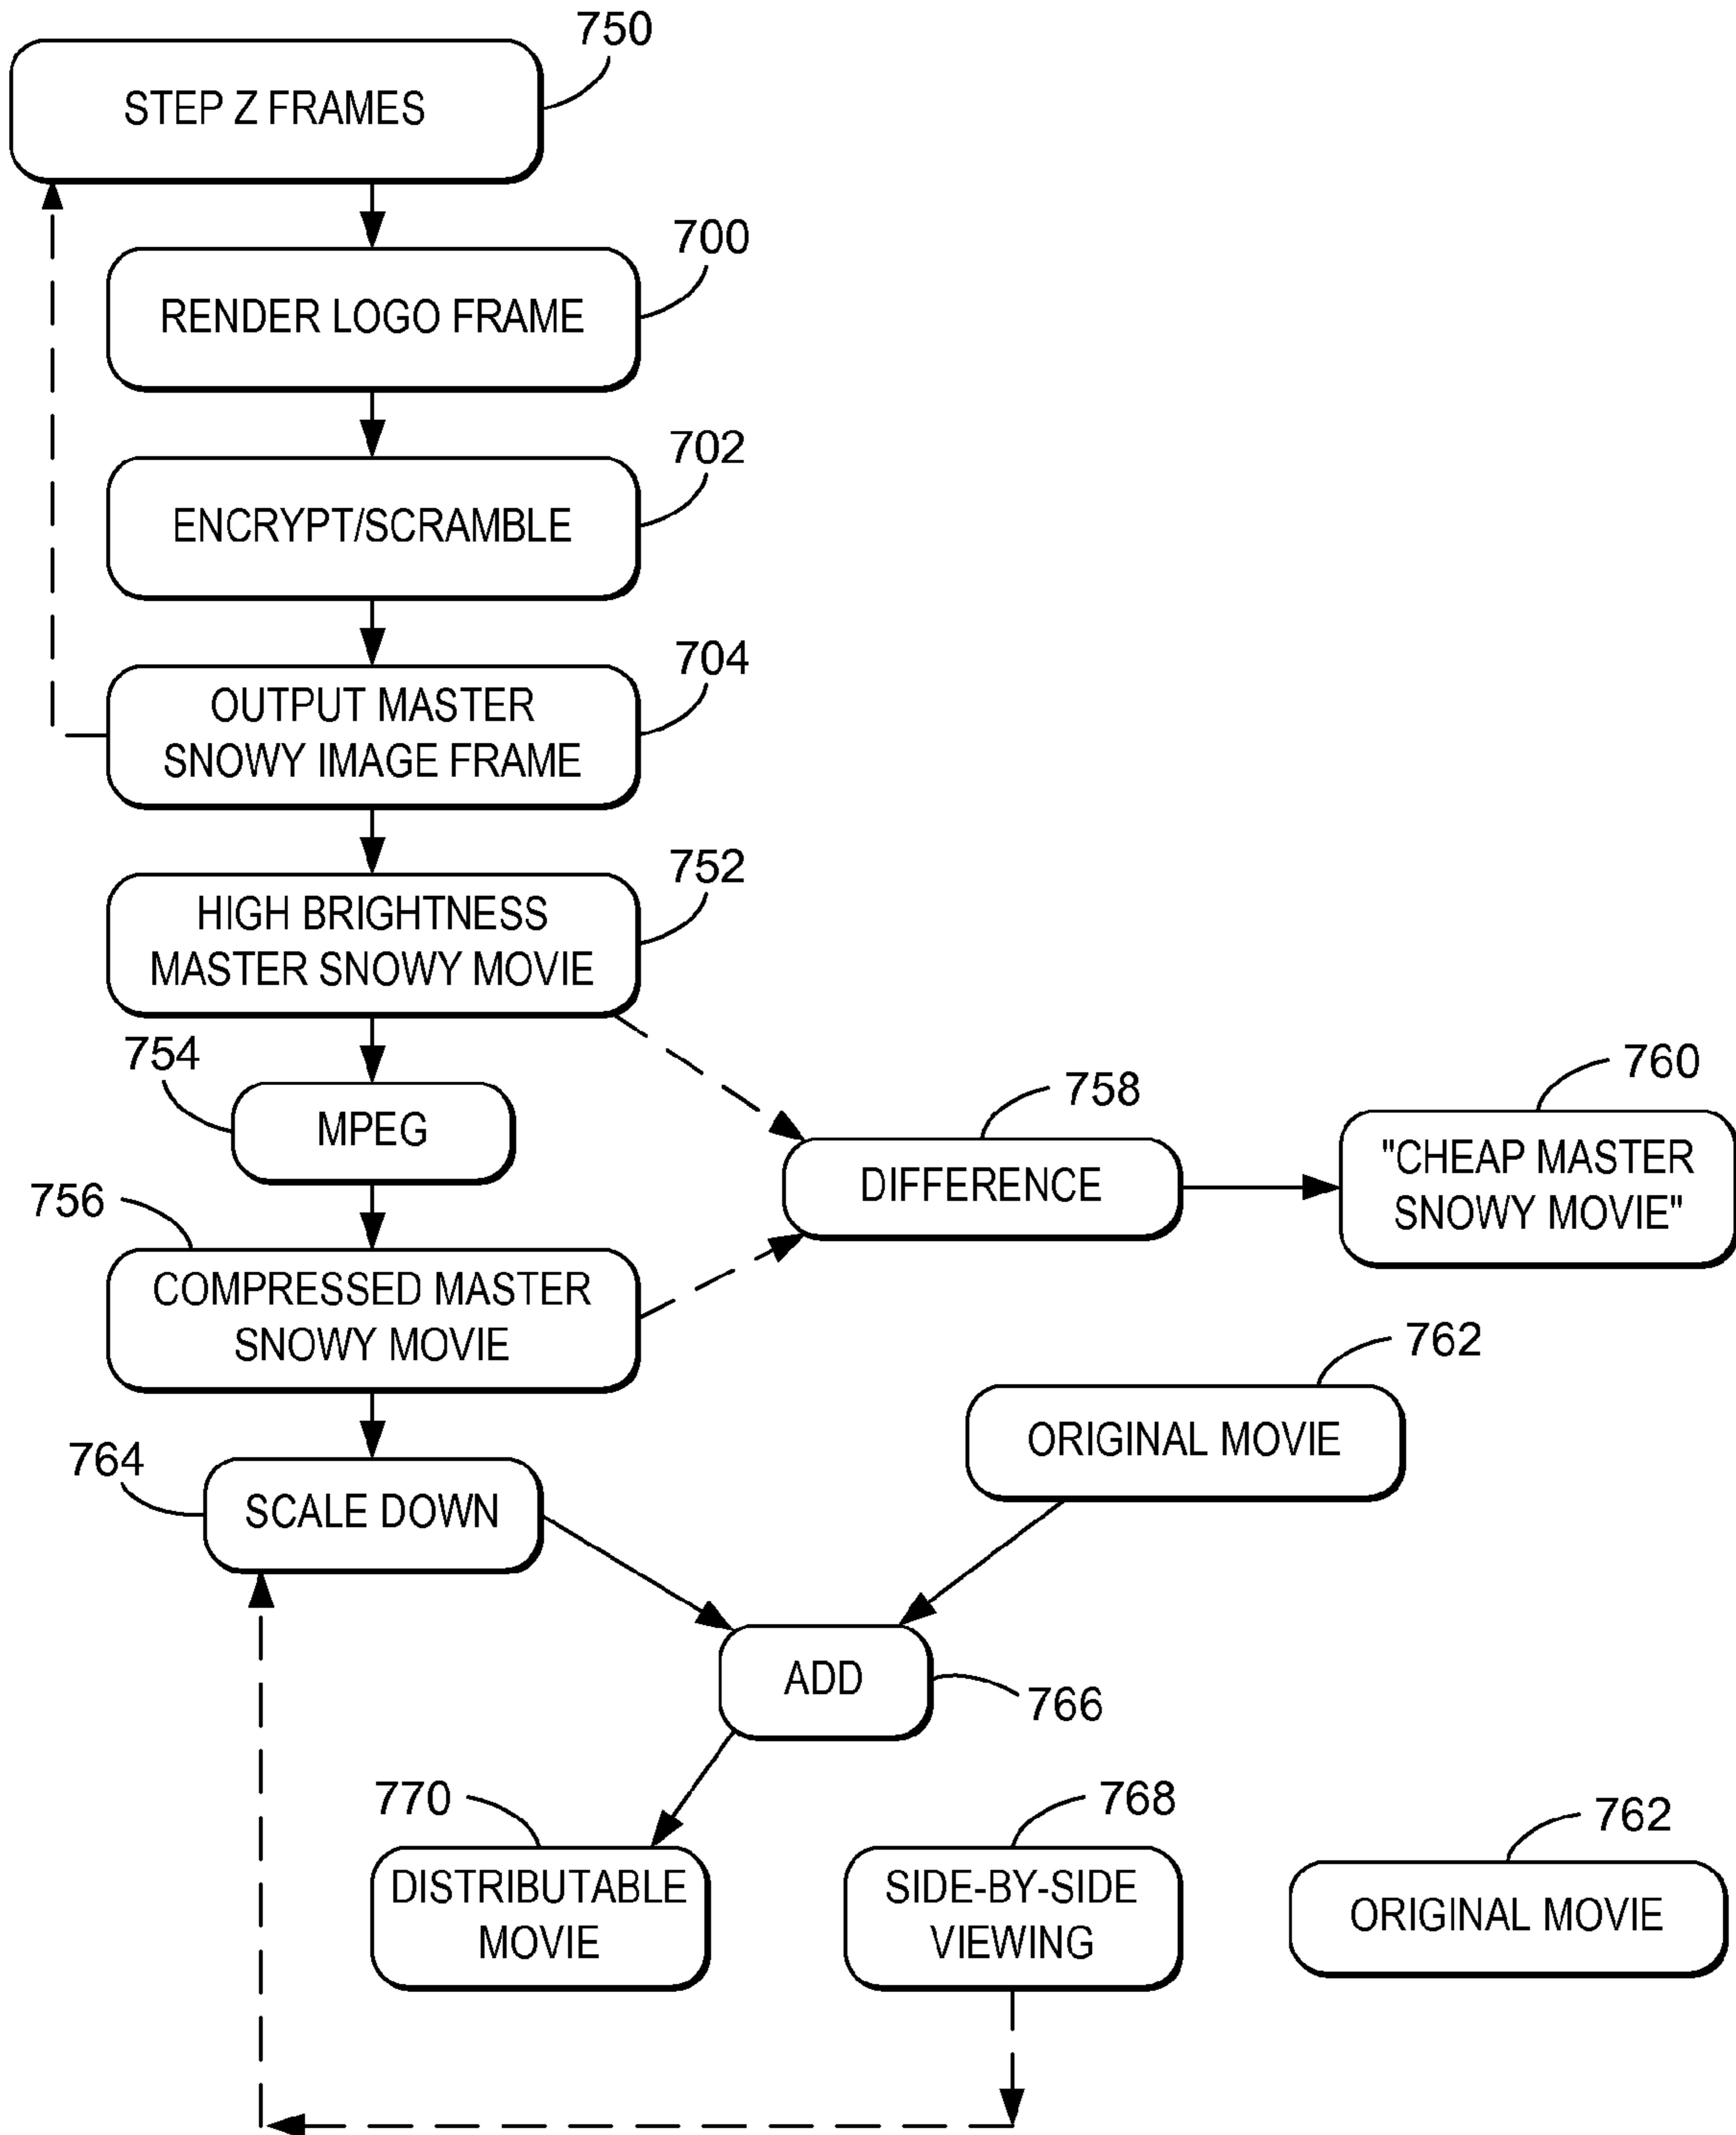 750
STEP Z FRAMES
700
RENDER LOGO FRAME
702
ENCRYPT/SCRAMBLE
704
OUTPUT MASTER
SNOWY IMAGE FRAME
752
HIGH BRIGHTNESS
MASTER SNOWY MOVIE
754
MPEG
758
DIFFERENCE
760
"CHEAP MASTER
SNOWY MOVIE"
756
COMPRESSED MASTER
SNOWY MOVIE
762
ORIGINAL MOVIE
764
SCALE DOWN
ADD
766
770
DISTRIBUTABLE
MOVIE
768
SIDE-BY-SIDE
VIEWING
762
ORIGINAL MOVIE